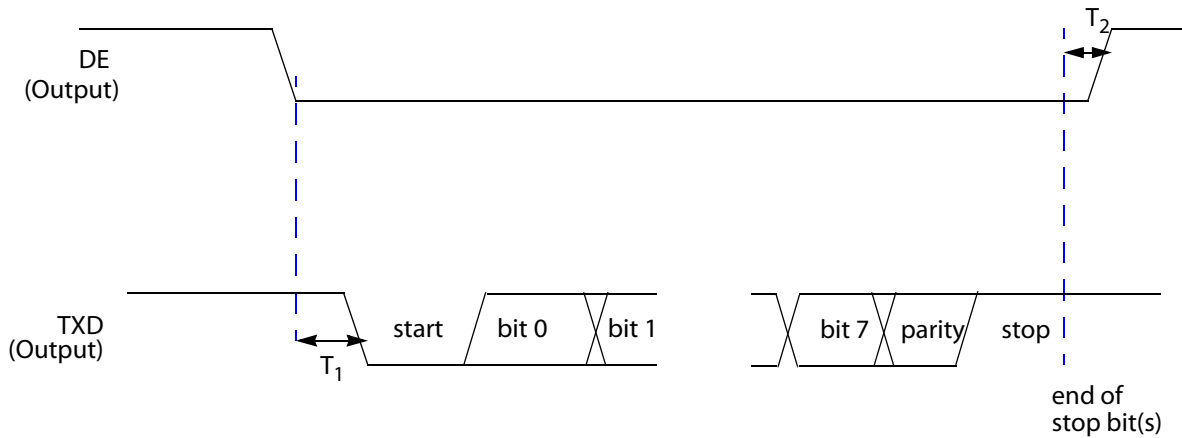 T2
DE
(Output)
TXD
(Output)
start
bit 0
bit 1
bit 7
parity
stop
T1
end of
stop bit(s)